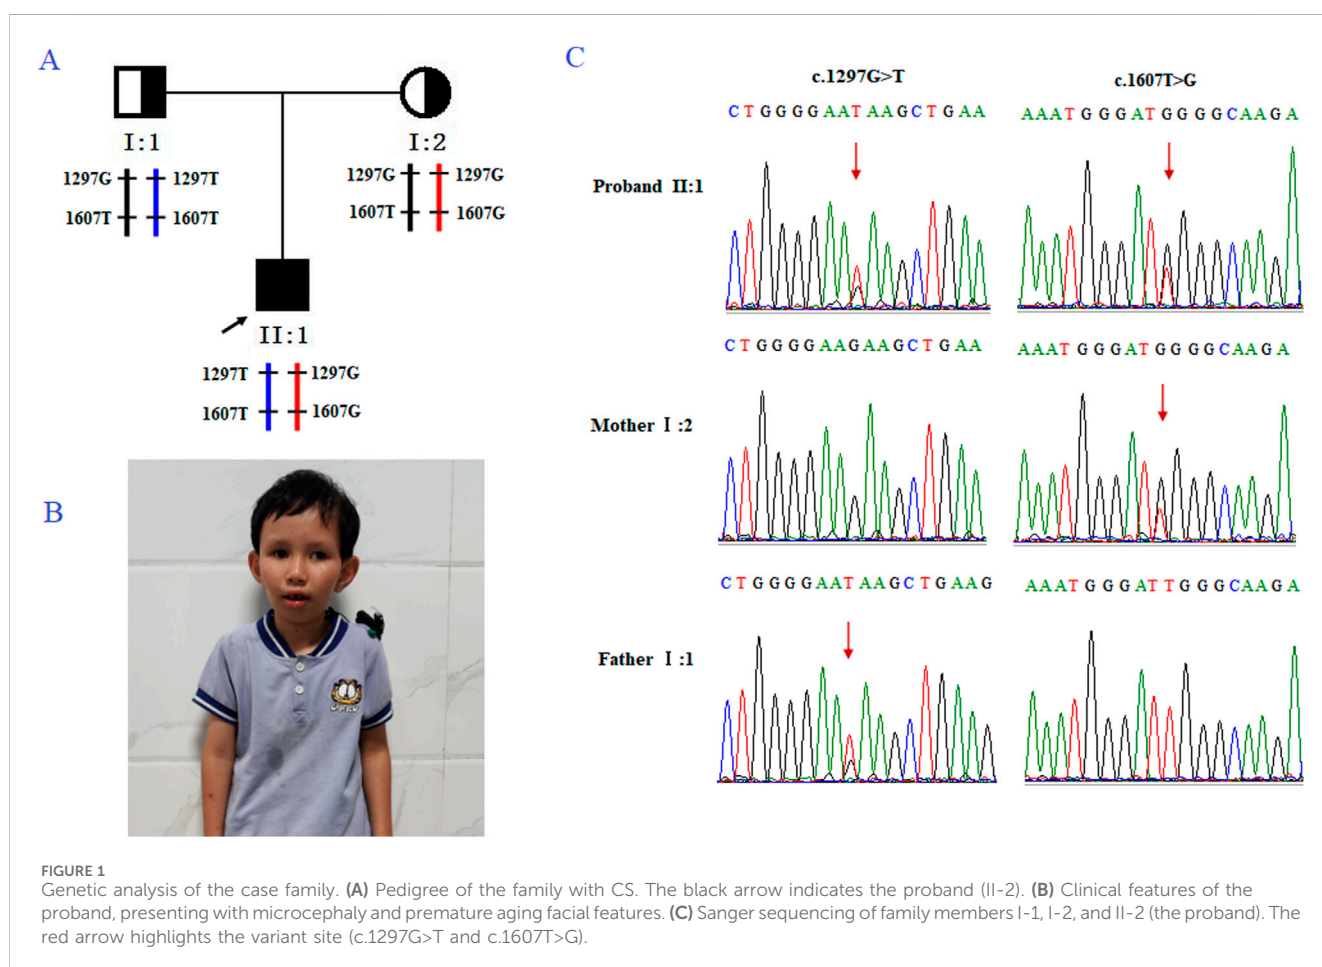 A
I:1
I:2
1297G 1297T
1607T 1607T
1297G 1297G
1607T 1607G
II:1
1297T 1297G
1607T 1607G
B
C
c.1297G>T
c.1607T>G
CTGGGGAATAAGCTGAA
AAATGGGATGGGGCAAGA
Proband II:1
CTGGGGAAGAAGCTGAA
AAATGGGATGGGGCAAGA
Mother I:2
CTGGGGAATAAGCTGAAG
AAATGGGATTGGGCAAGA
Father I:1
FIGURE 1
Genetic analysis of the case family. (A) Pedigree of the family with CS. The black arrow indicates the proband (II-2). (B) Clinical features of the
proband, presenting with microcephaly and premature aging facial features. (C) Sanger sequencing of family members I-1, I-2, and II-2 (the proband). The
red arrow highlights the variant site (c.1297G>T and c.1607T>G).